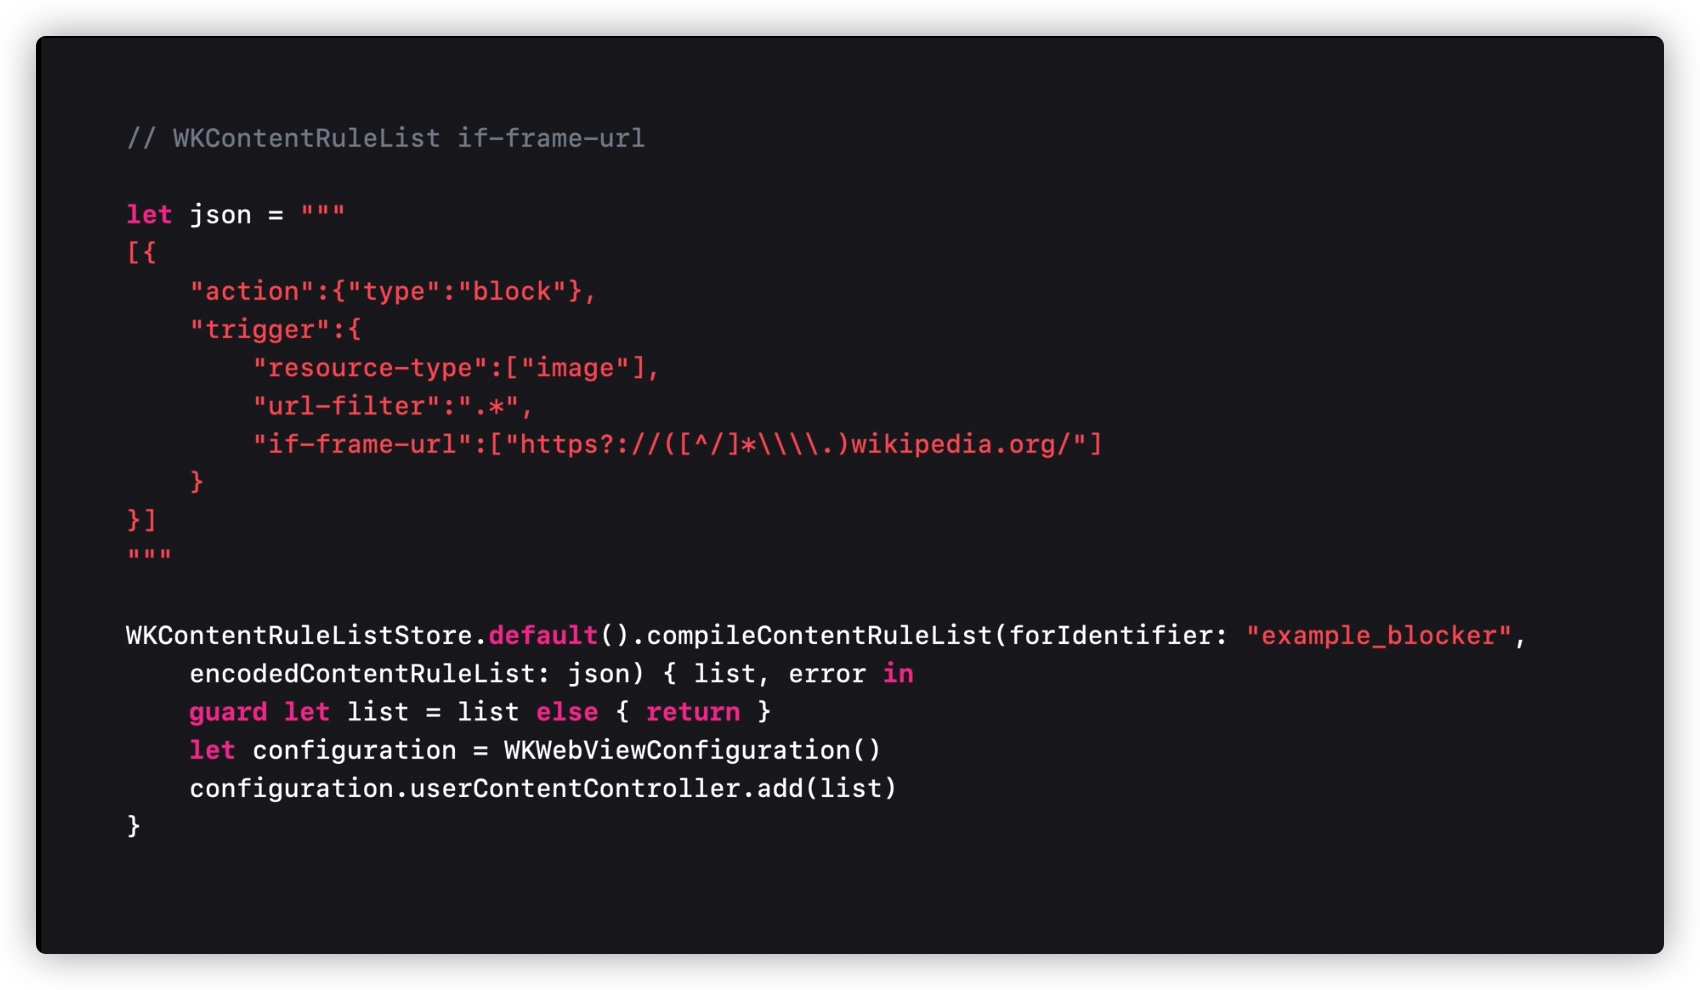 // WKContentRuleList if-frame-url
let json = """
[{
    "action":{"type":"block"},
    "trigger":{
        "resource-type":["image"],
        "url-filter":".*",
        "if-frame-url":["https?://([^/]*\\\\.)wikipedia.org/"]
    }
}]
"""
WKContentRuleListStore.default().compileContentRuleList(forIdentifier: "example_blocker",
    encodedContentRuleList: json) { list, error in
    guard let list = list else { return }
    let configuration = WKWebViewConfiguration()
    configuration.userContentController.add(list)
}